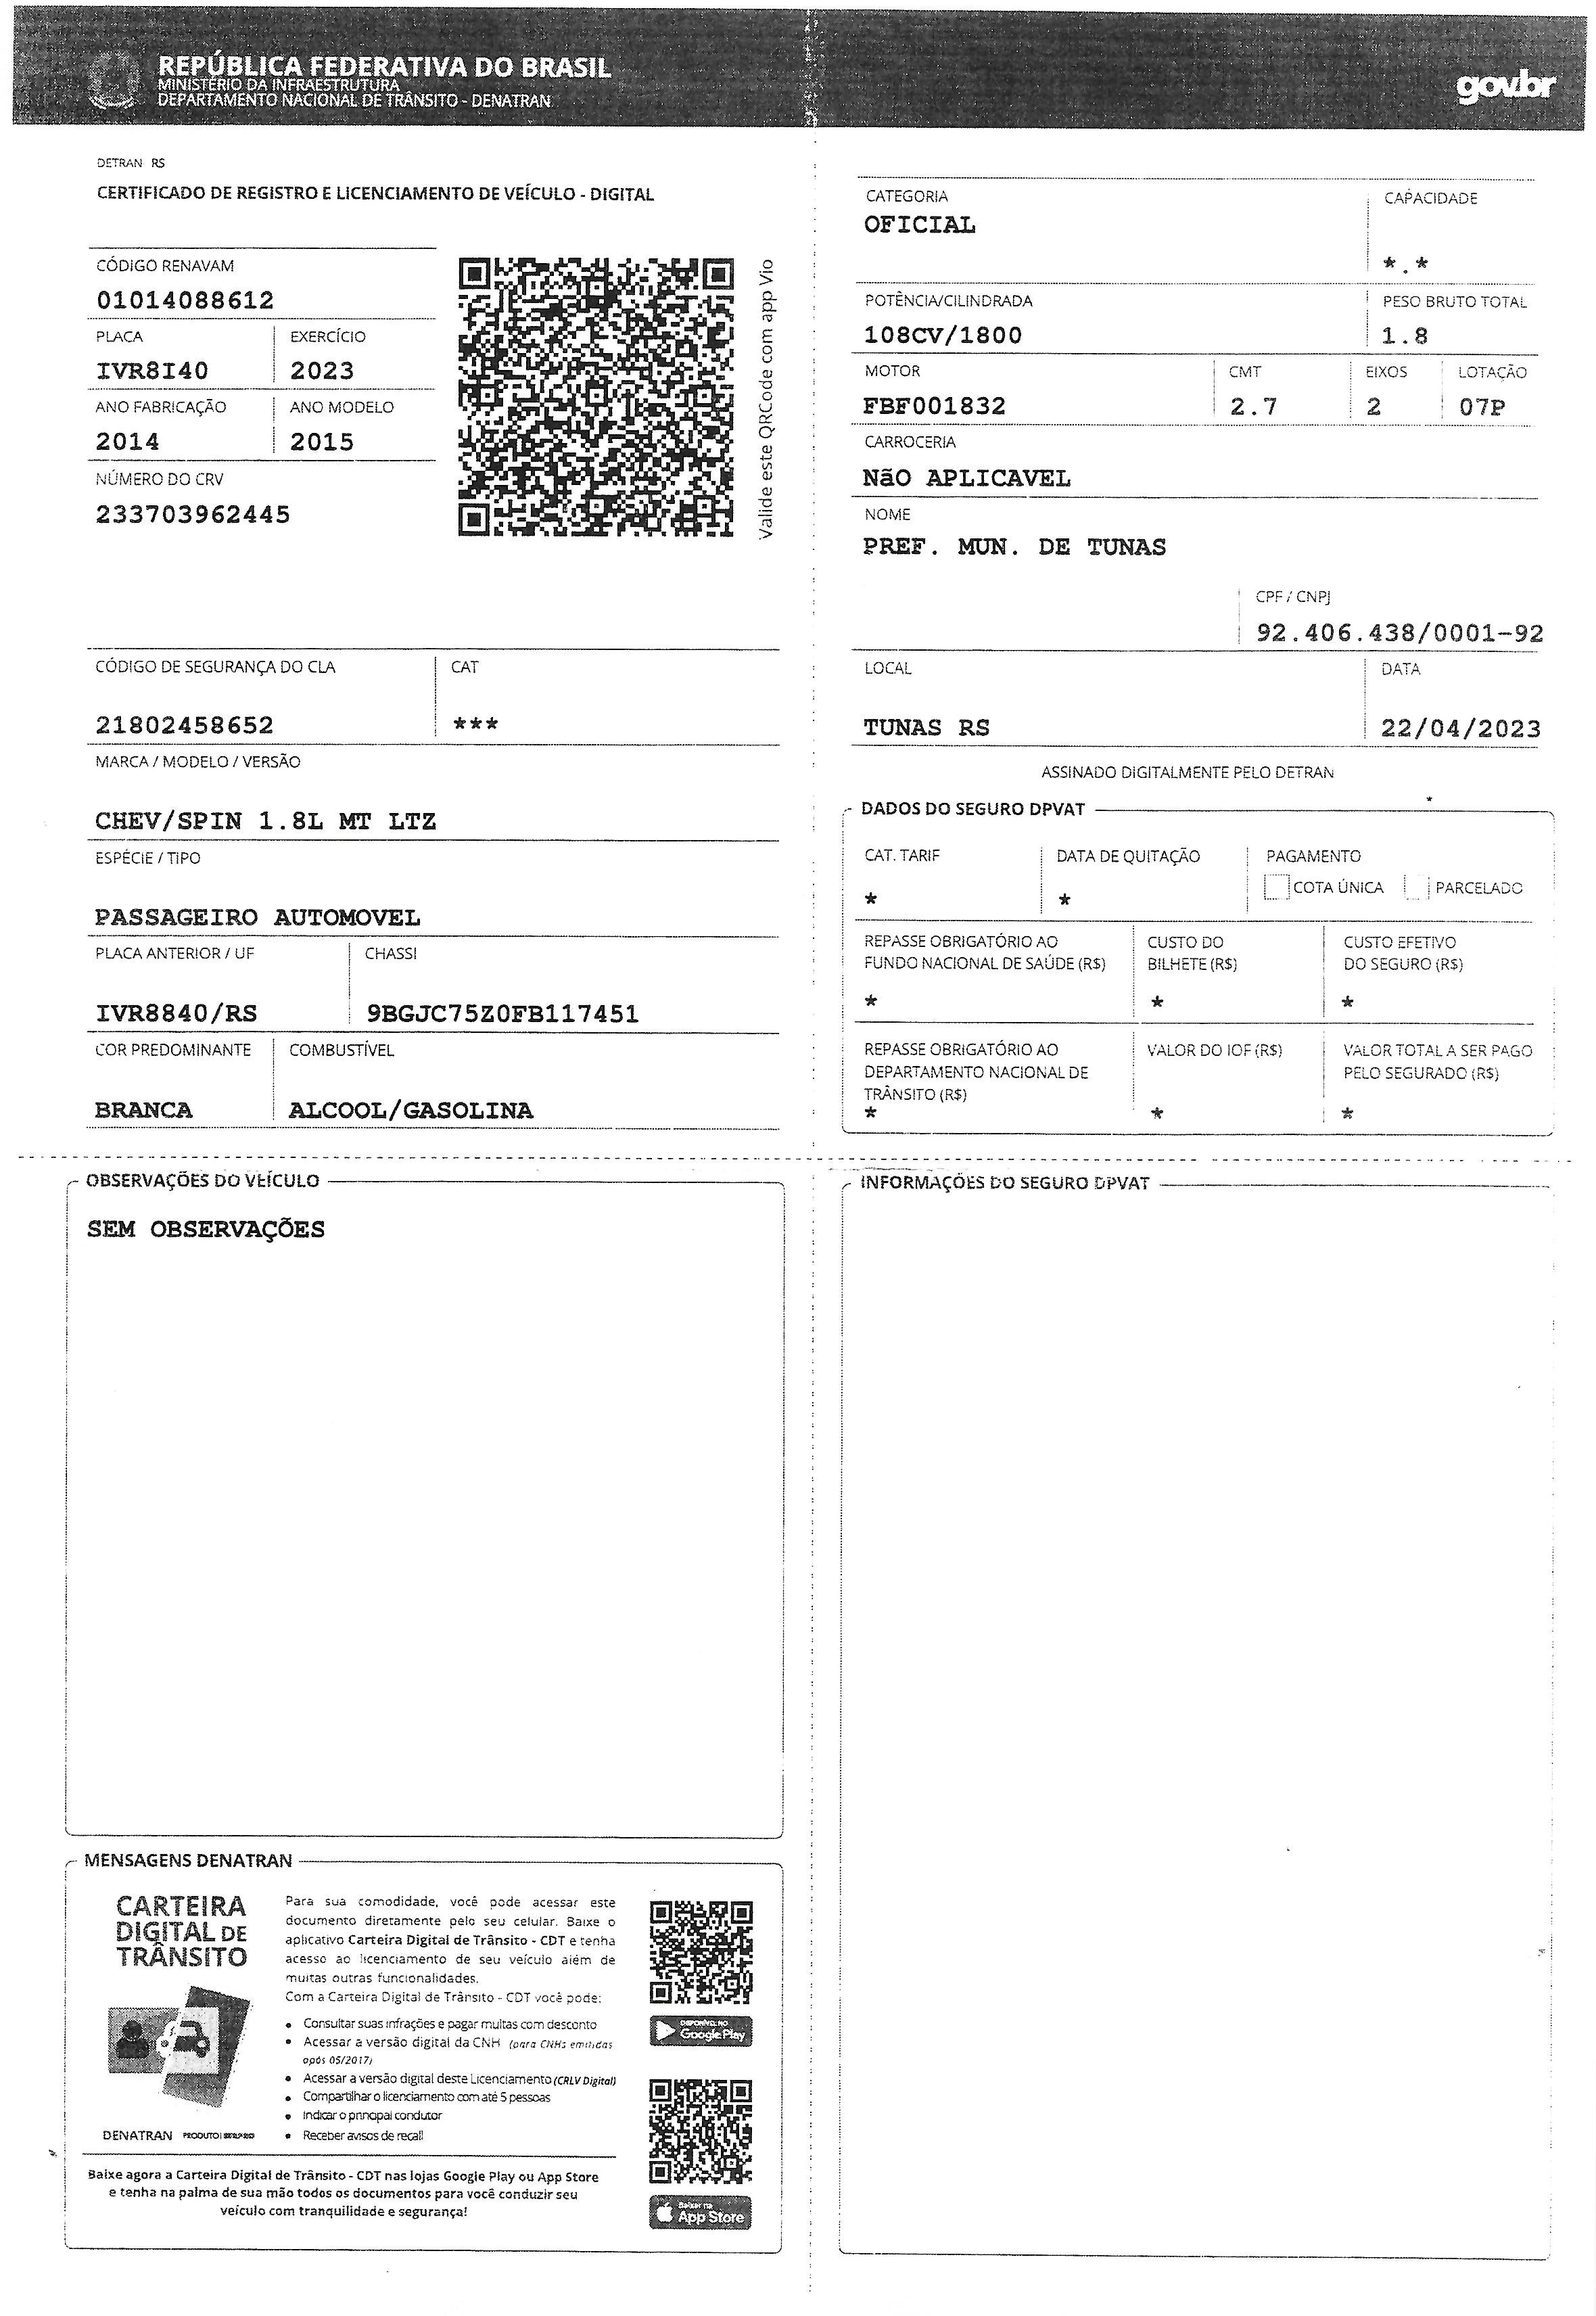 REPÚBLICA FEDERATIVA DO BRASIL
MINISTÉRIO DA INFRAESTRUTURA
DEPARTAMENTO NACIONAL DE TRÂNSITO - DENATRAN
gov.br
DETRAN RS
CERTIFICADO DE REGISTRO E LICENCIAMENTO DE VEÍCULO - DIGITAL
CÓDIGO RENAVAM
01014088612
PLACA EXERCÍCIO
IVR8I40 2023
ANO FABRICAÇÃO ANO MODELO
2014 2015
NÚMERO DO CRV
233703962445
Valide este QRCode com app Vio
CÓDIGO DE SEGURANÇA DO CLA CAT
21802458652 ***
MARCA / MODELO / VERSÃO
CHEV/SPIN 1.8L MT LTZ
ESPÉCIE / TIPO
PASSAGEIRO AUTOMOVEL
PLACA ANTERIOR / UF CHASSI
IVR8840/RS 9BGJC75Z0FB117451
COR PREDOMINANTE COMBUSTÍVEL
BRANCA ALCOOL/GASOLINA
CATEGORIA CAPACIDADE
OFICIAL
*.*
POTÊNCIA/CILINDRADA PESO BRUTO TOTAL
108CV/1800 1.8
MOTOR CMT EIXOS LOTAÇÃO
FBF001832 2.7 2 07P
CARROCERIA
NãO APLICAVEL
NOME
PREF. MUN. DE TUNAS
CPF / CNPJ
92.406.438/0001-92
LOCAL DATA
TUNAS RS 22/04/2023
ASSINADO DIGITALMENTE PELO DETRAN
DADOS DO SEGURO DPVAT
CAT. TARIF DATA DE QUITAÇÃO PAGAMENTO
* * COTA ÚNICA PARCELADO
REPASSE OBRIGATÓRIO AO CUSTO DO CUSTO EFETIVO
FUNDO NACIONAL DE SAÚDE (R$) BILHETE (R$) DO SEGURO (R$)
* * *
REPASSE OBRIGATÓRIO AO VALOR DO IOF (R$) VALOR TOTAL A SER PAGO
DEPARTAMENTO NACIONAL DE PELO SEGURADO (R$)
TRÂNSITO (R$)
* * *
OBSERVAÇÕES DO VEÍCULO
SEM OBSERVAÇÕES
INFORMAÇÕES DO SEGURO DPVAT
MENSAGENS DENATRAN
CARTEIRA
DIGITAL DE
TRÂNSITO
DENATRAN PRODUTO
Para sua comodidade, você pode acessar este
documento diretamente pelo seu celular. Baixe o
aplicativo Carteira Digital de Trânsito - CDT e tenha
acesso ao licenciamento de seu veículo além de
muitas outras funcionalidades.
Com a Carteira Digital de Trânsito - CDT você pode:
• Consultar suas infrações e pagar multas com desconto
• Acessar a versão digital da CNH (para CNHs emitidas
após 05/2017)
• Acessar a versão digital deste Licenciamento (CRLV Digital)
• Compartilhar o licenciamento com até 5 pessoas
• Indicar o principal condutor
• Receber avisos de recall
DISPONÍVEL NO
Google Play
Baixar na
App Store
Baixe agora a Carteira Digital de Trânsito - CDT nas lojas Google Play ou App Store
e tenha na palma de sua mão todos os documentos para você conduzir seu
veículo com tranquilidade e segurança!